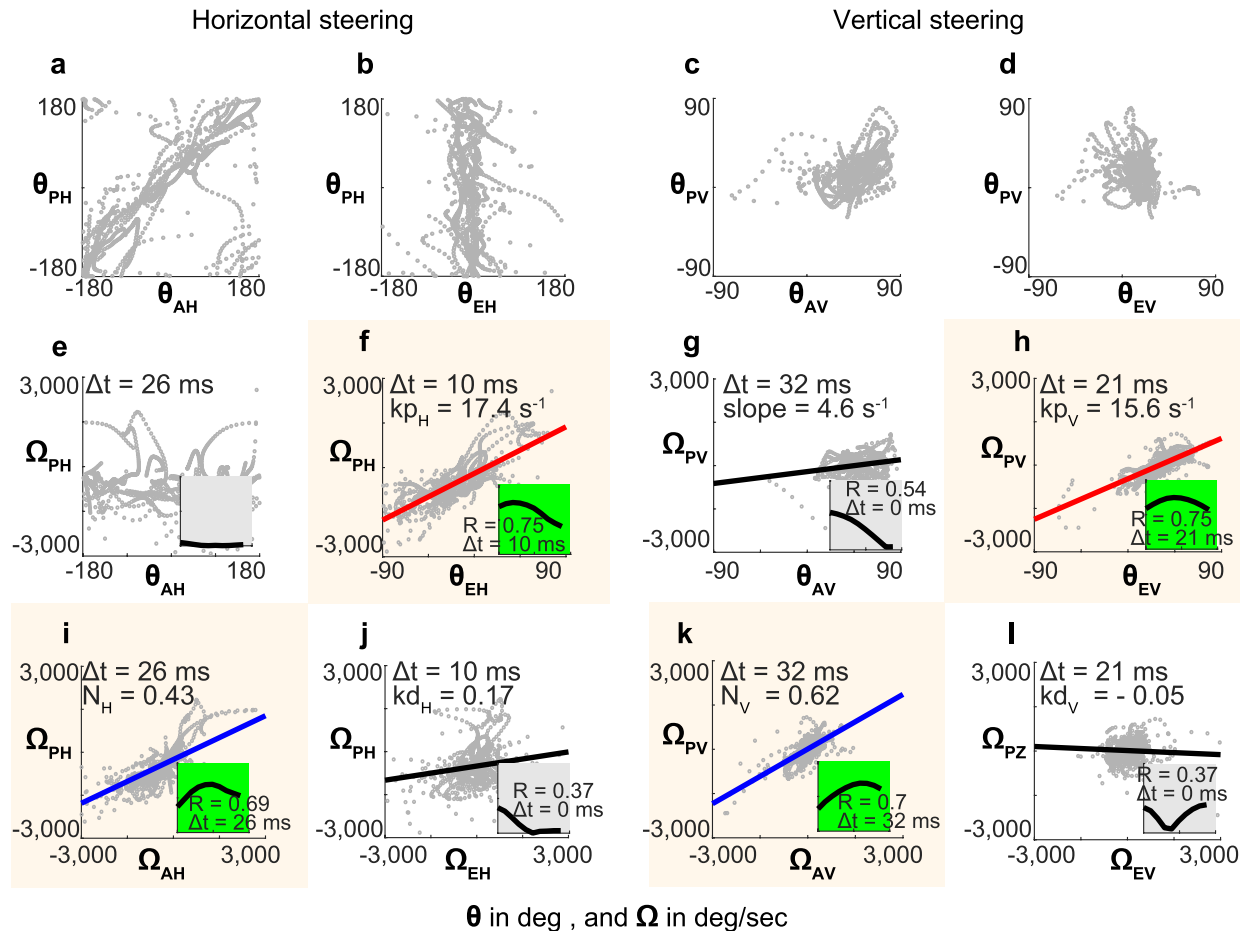 Horizontal steering
Vertical steering
a
180
θPH
-180
-180
180
θAH
b
180
θPH
-180
-180
180
θEH
c
90
θPV
-90
-90
90
θAV
d
90
θPV
-90
-90
90
θEV
e
3,000
Δt = 26 ms
ΩPH
-3,000
-180
180
θAH
f
3,000
Δt = 10 ms
kpH = 17.4 s-1
ΩPH
R = 0.75
Δt = 10 ms
-3,000
-90
90
θEH
g
3,000
Δt = 32 ms
slope = 4.6 s-1
ΩPV
R = 0.54
Δt = 0 ms
-3,000
-90
90
θAV
h
3,000
Δt = 21 ms
kpV = 15.6 s-1
ΩPV
R = 0.75
Δt = 21 ms
-3,000
-90
90
θEV
i
3,000
Δt = 26 ms
NH = 0.43
ΩPH
R = 0.69
Δt = 26 ms
-3,000
-3,000
3,000
ΩAH
j
3,000
Δt = 10 ms
kdH = 0.17
ΩPH
R = 0.37
Δt = 0 ms
-3,000
-3,000
3,000
ΩEH
k
3,000
Δt = 32 ms
NV = 0.62
ΩPV
R = 0.7
Δt = 32 ms
-3,000
-3,000
3,000
ΩAV
l
3,000
Δt = 21 ms
kdV = - 0.05
ΩPZ
R = 0.37
Δt = 0 ms
-3,000
-3,000
3,000
ΩEV
θ in deg , and Ω in deg/sec